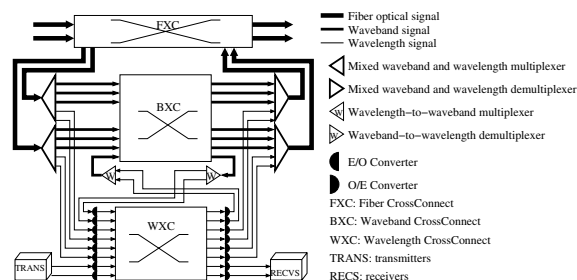 FXC
BXC
W
W
WXC
TRANS
RECVS
Fiber optical signal
Waveband signal
Wavelength signal
Mixed waveband and wavelength multiplexer
Mixed waveband and wavelength demultiplexer
W Wavelength-to-waveband multiplexer
W Waveband-to-wavelength demultiplexer
E/O Converter
O/E Converter
FXC: Fiber CrossConnect
BXC: Waveband CrossConnect
WXC: Wavelength CrossConnect
TRANS: transmitters
RECS: receivers